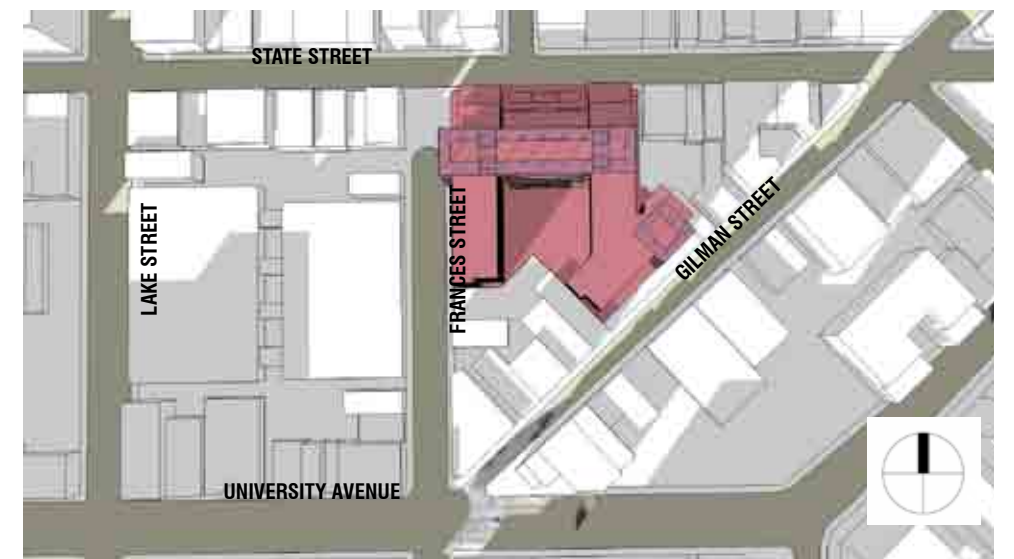 STATE STREET
LAKE STREET
FRANCES STREET
GILMAN STREET
UNIVERSITY AVENUE